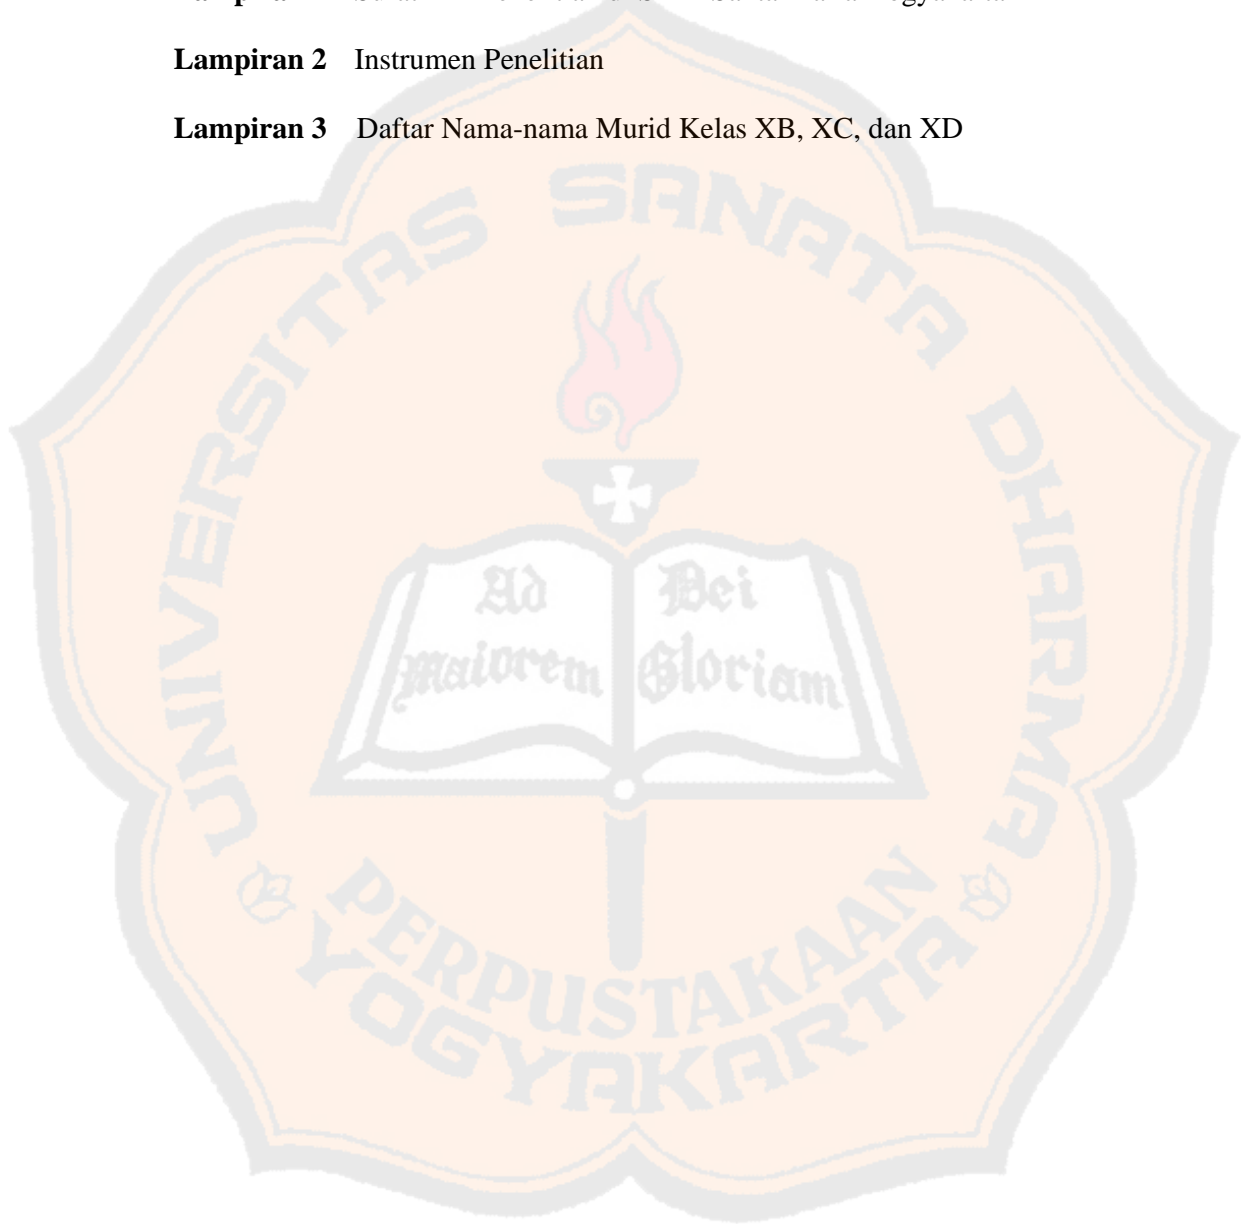 Lampiran 2 Instrumen Penelitian
Lampiran 3 Daftar Nama-nama Murid Kelas XB, XC, dan XD
UNIVERSITAS SANATA DHARMA
Ad Dei
Maiorem Gloriam
PERPUSTAKAAN
YOGYAKARTA